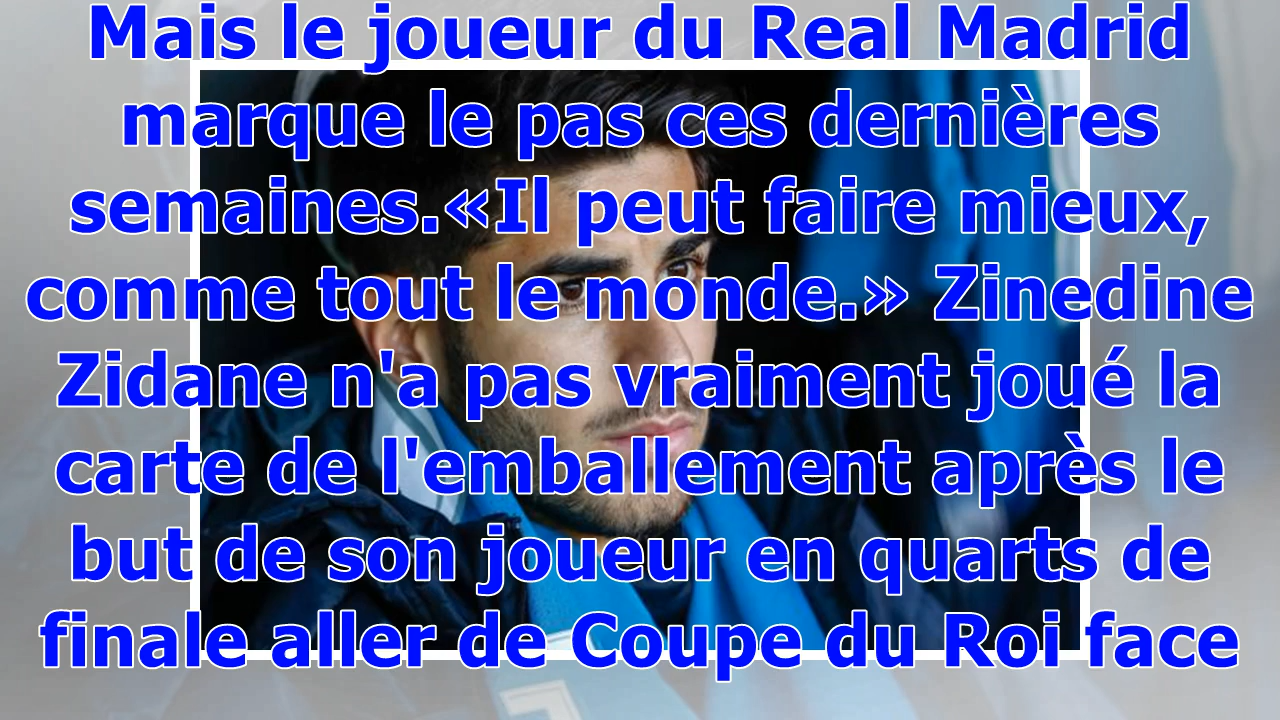 Mais le joueur du Real Madrid
marque le pas ces dernières
semaines.«Il peut faire mieux,
comme tout le monde.» Zinedine
Zidane n'a pas vraiment joué la
carte de l'emballement après le
but de son joueur en quarts de
finale aller de Coupe du Roi face